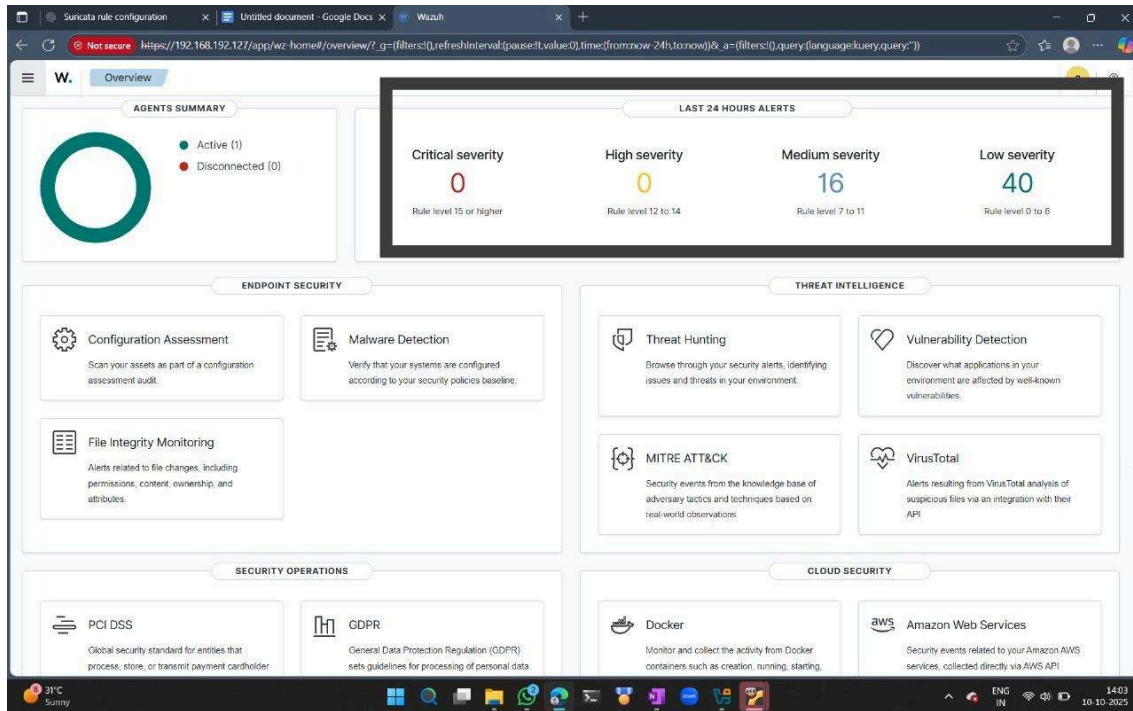 Suricata rule configuration
Untitled document - Google Docs
Wazuh
Not secure
https://192.168.192.127/app/wz-home#/overview/?_g=(filters:!(),refreshInterval:(pause:!t,value:0),time:(from:now-24h,to:now))&_a=(filters:!(),query:(language:kuery,query:''))
W.
Overview
AGENTS SUMMARY
Active (1)
Disconnected (0)
LAST 24 HOURS ALERTS
Critical severity
0
Rule level 15 or higher
High severity
0
Rule level 12 to 14
Medium severity
16
Rule level 7 to 11
Low severity
40
Rule level 0 to 6
ENDPOINT SECURITY
Configuration Assessment
Scan your assets as part of a configuration
assessment audit.
Malware Detection
Verify that your systems are configured
according to your security policies baseline.
File Integrity Monitoring
Alerts related to file changes, including
permissions, content, ownership, and
attributes.
THREAT INTELLIGENCE
Threat Hunting
Browse through your security alerts, identifying
issues and threats in your environment.
Vulnerability Detection
Discover what applications in your
environment are affected by well-known
vulnerabilities.
MITRE ATT&CK
Security events from the knowledge base of
adversary tactics and techniques based on
real-world observations
VirusTotal
Alerts resulting from VirusTotal analysis of
suspicious files via an integration with their
API.
SECURITY OPERATIONS
PCI DSS
Global security standard for entities that
process, store, or transmit payment cardholder
GDPR
General Data Protection Regulation (GDPR)
sets guidelines for processing of personal data
CLOUD SECURITY
Docker
Monitor and collect the activity from Docker
containers such as creation, running, starting,
aws
Amazon Web Services
Security events related to your Amazon AWS
services, collected directly via AWS API
31°C
Sunny
ENG
IN
14:03
10-10-2025